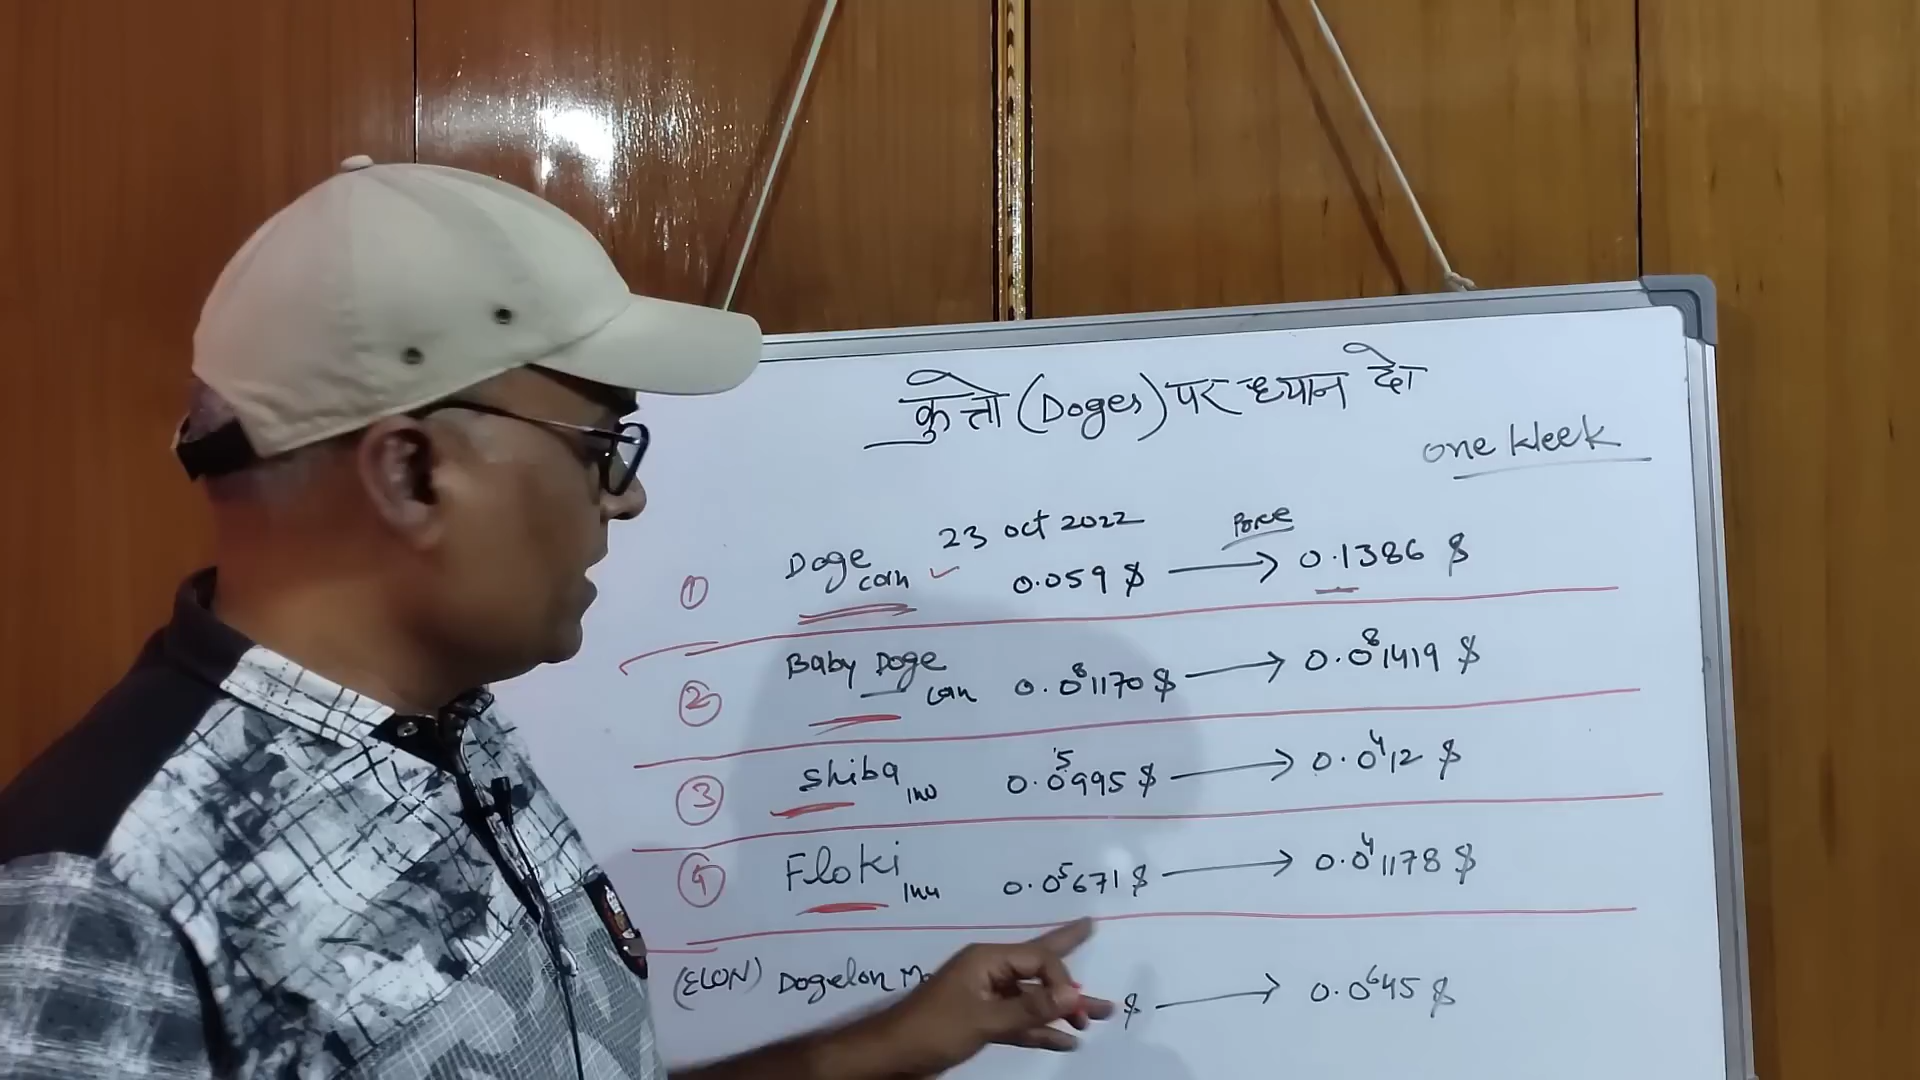 कुत्तो (Doges) पर ध्यान दो
one week
23 oct 2022
Price
① Doge coin ✓ 0.059 $ → 0.1386 $
② Baby Doge coin 0.0⁸1170 $ → 0.0⁸1419 $
③ Shiba Inu 0.0⁵995 $ → 0.0⁴12 $
④ Floki Inu 0.0⁵671 $ → 0.0⁴1178 $
(ELON) Dogelon $ → 0.0⁶45 $